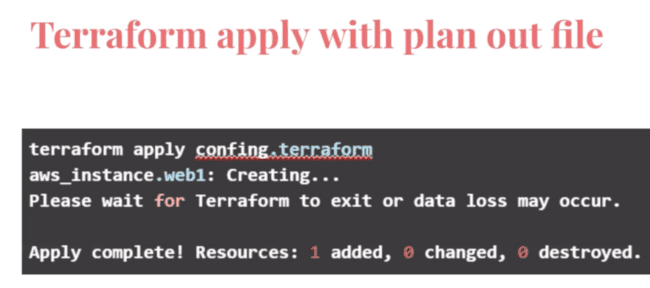 Terraform apply with plan out file
terraform apply confing.terraform
aws_instance.web1: Creating...
Please wait for Terraform to exit or data loss may occur.
Apply complete! Resources: 1 added, 0 changed, 0 destroyed.